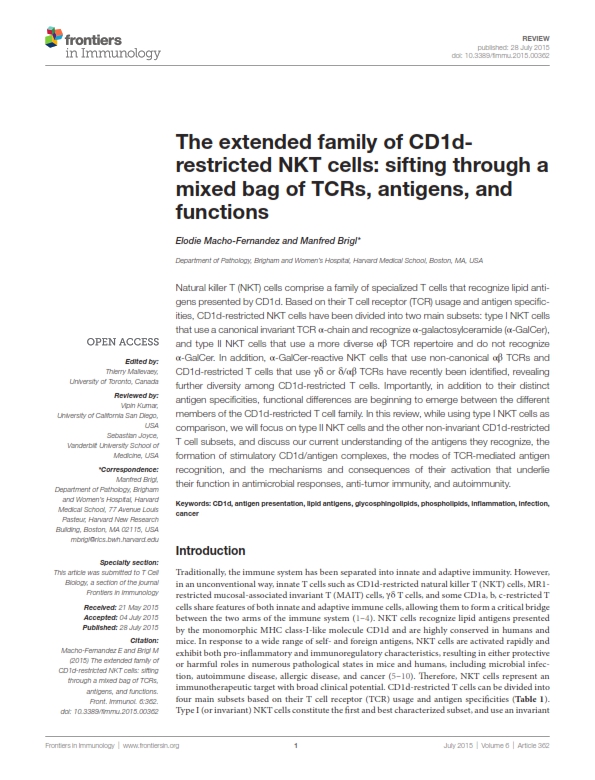 frontiers
in Immunology
REVIEW
published: 28 July 2015
doi: 10.3389/fimmu.2015.00362
The extended family of CD1d-
restricted NKT cells: sifting through a
mixed bag of TCRs, antigens, and
functions
Elodie Macho-Fernandez and Manfred Brigl*
Department of Pathology, Brigham and Women's Hospital, Harvard Medical School, Boston, MA, USA
Natural killer T (NKT) cells comprise a family of specialized T cells that recognize lipid anti-
gens presented by CD1d. Based on their T cell receptor (TCR) usage and antigen specific-
ities, CD1d-restricted NKT cells have been divided into two main subsets: type I NKT cells
that use a canonical invariant TCR α-chain and recognize α-galactosylceramide (α-GalCer),
and type II NKT cells that use a more diverse αβ TCR repertoire and do not recognize
α-GalCer. In addition, α-GalCer-reactive NKT cells that use non-canonical αβ TCRs and
CD1d-restricted T cells that use γδ or δ/αβ TCRs have recently been identified, revealing
further diversity among CD1d-restricted T cells. Importantly, in addition to their distinct
antigen specificities, functional differences are beginning to emerge between the different
members of the CD1d-restricted T cell family. In this review, while using type I NKT cells as
comparison, we will focus on type II NKT cells and the other non-invariant CD1d-restricted
T cell subsets, and discuss our current understanding of the antigens they recognize, the
formation of stimulatory CD1d/antigen complexes, the modes of TCR-mediated antigen
recognition, and the mechanisms and consequences of their activation that underlie
their function in antimicrobial responses, anti-tumor immunity, and autoimmunity.
Keywords: CD1d, antigen presentation, lipid antigens, glycosphingolipids, phospholipids, inflammation, infection,
cancer
OPEN ACCESS
Edited by:
Thierry Mallevaey,
University of Toronto, Canada
Reviewed by:
Vipin Kumar,
University of California San Diego,
USA
Sebastian Joyce,
Vanderbilt University School of
Medicine, USA
*Correspondence:
Manfred Brigl,
Department of Pathology, Brigham
and Women's Hospital, Harvard
Medical School, 77 Avenue Louis
Pasteur, Harvard New Research
Building, Boston, MA 02115, USA
mbrigl@rics.bwh.harvard.edu
Specialty section:
This article was submitted to T Cell
Biology, a section of the journal
Frontiers in Immunology
Received: 21 May 2015
Accepted: 04 July 2015
Published: 28 July 2015
Citation:
Macho-Fernandez E and Brigl M
(2015) The extended family of
CD1d-restricted NKT cells: sifting
through a mixed bag of TCRs,
antigens, and functions.
Front. Immunol. 6:362.
doi: 10.3389/fimmu.2015.00362
Introduction
Traditionally, the immune system has been separated into innate and adaptive immunity. However,
in an unconventional way, innate T cells such as CD1d-restricted natural killer T (NKT) cells, MR1-
restricted mucosal-associated invariant T (MAIT) cells, γδ T cells, and some CD1a, b, c-restricted T
cells share features of both innate and adaptive immune cells, allowing them to form a critical bridge
between the two arms of the immune system (1–4). NKT cells recognize lipid antigens presented
by the monomorphic MHC class-I-like molecule CD1d and are highly conserved in humans and
mice. In response to a wide range of self- and foreign antigens, NKT cells are activated rapidly and
exhibit both pro-inflammatory and immunoregulatory characteristics, resulting in either protective
or harmful roles in numerous pathological states in mice and humans, including microbial infec-
tion, autoimmune disease, allergic disease, and cancer (5–10). Therefore, NKT cells represent an
immunotherapeutic target with broad clinical potential. CD1d-restricted T cells can be divided into
four main subsets based on their T cell receptor (TCR) usage and antigen specificities (Table 1).
Type I (or invariant) NKT cells constitute the first and best characterized subset, and use an invariant
Frontiers in Immunology | www.frontiersin.org
1
July 2015 | Volume 6 | Article 362